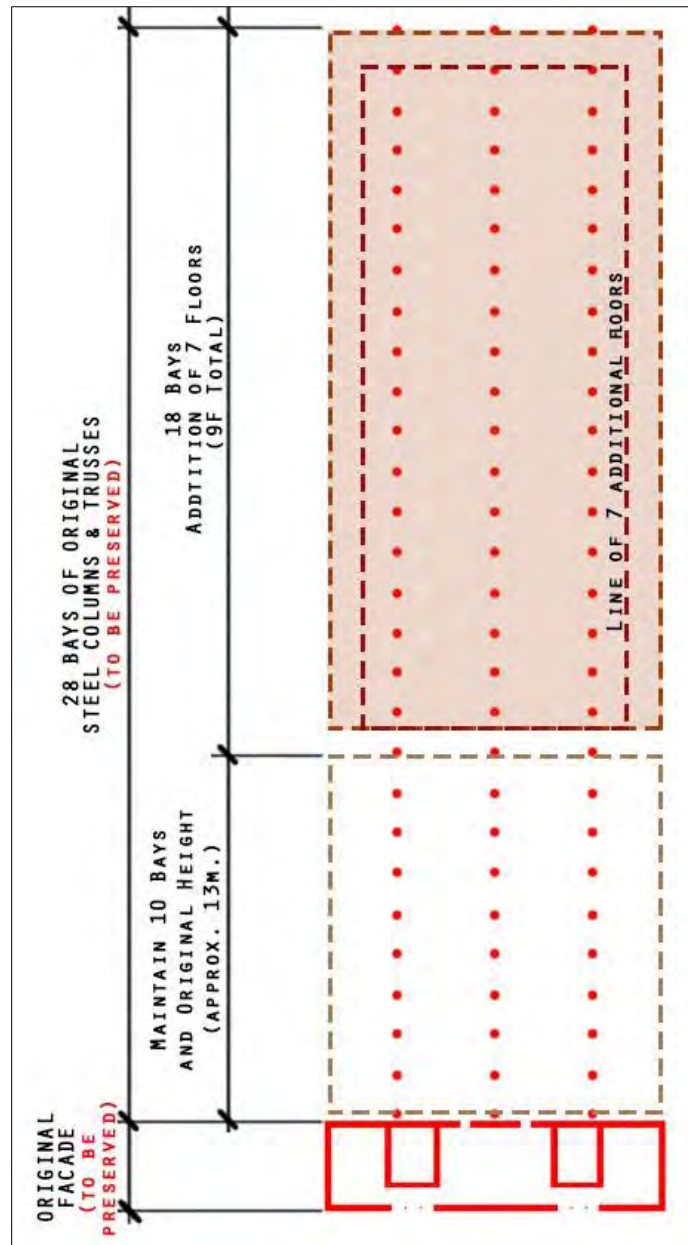 28 BAYS OF ORIGINAL
STEEL COLUMNS & TRUSSES
(TO BE PRESERVED)
18 BAYS
ADDTITION OF 7 FLOORS
(9F TOTAL)
LINE OF 7 ADDITIONAL FLOORS
MAINTAIN 10 BAYS
AND ORIGINAL HEIGHT
(APPROX. 13M.)
ORIGINAL
FACADE
(TO BE
PRESERVED)